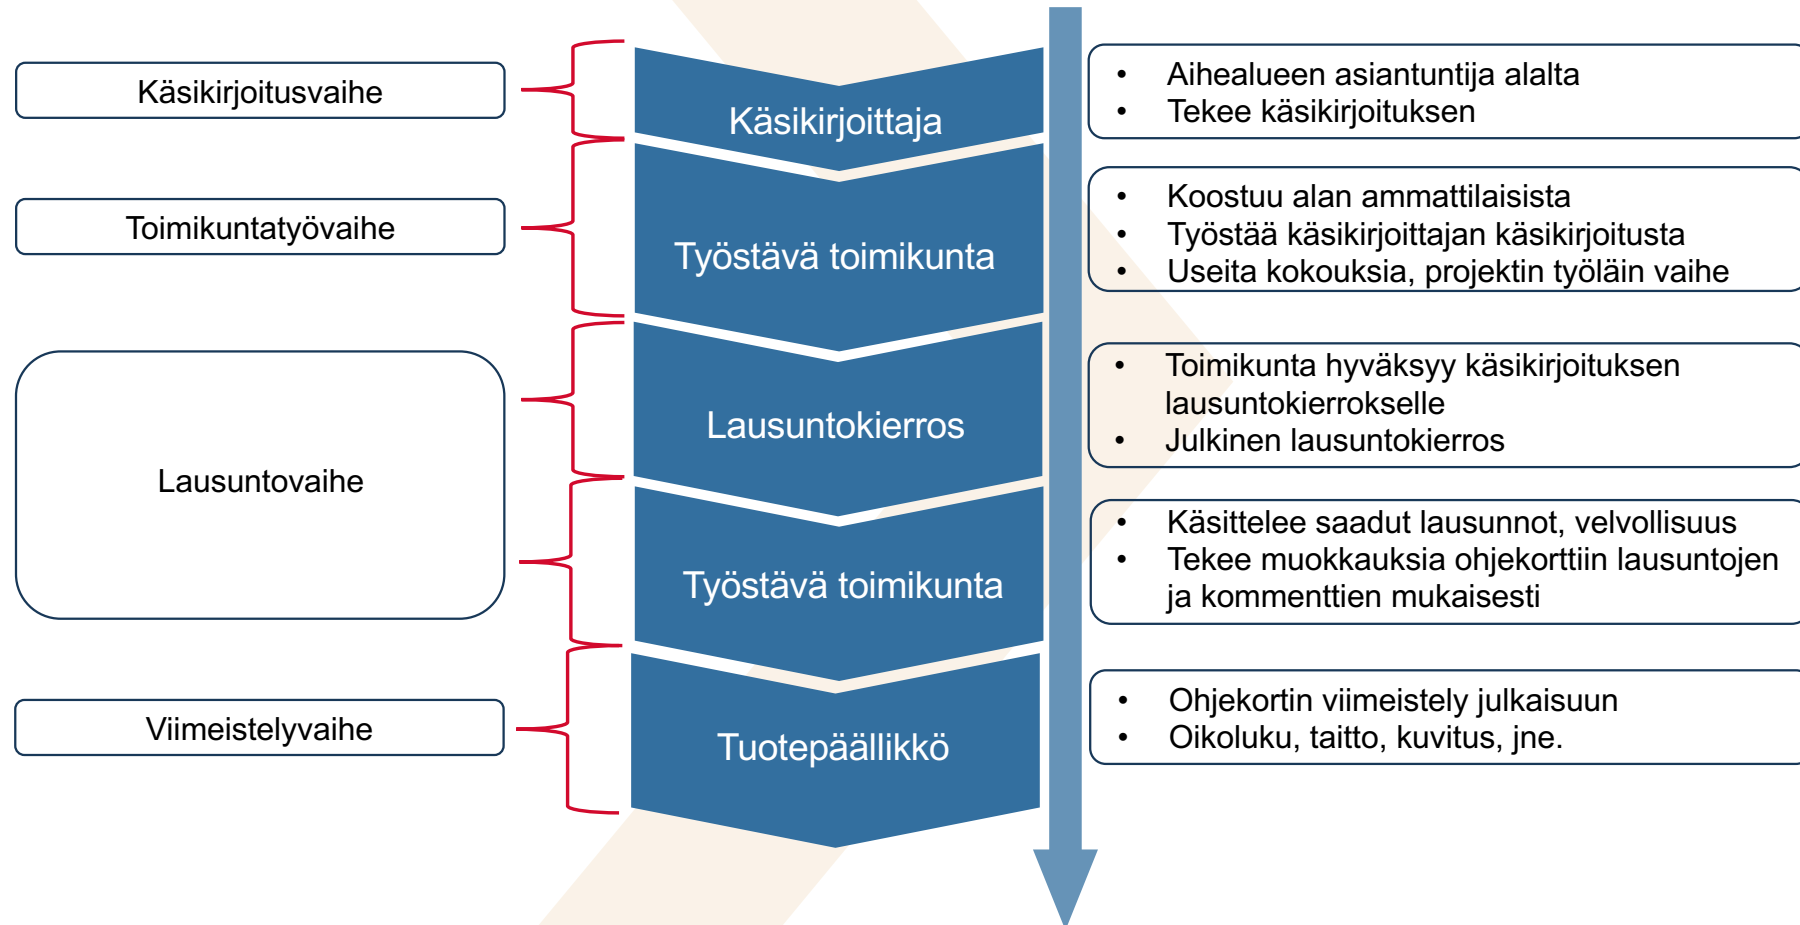 Käsikirjoitusvaihe
Käsikirjoittaja
• Aihealueen asiantuntija alalta
• Tekee käsikirjoituksen
Toimikuntatyövaihe
Työstävä toimikunta
• Koostuu alan ammattilaisista
• Työstää käsikirjoittajan käsikirjoitusta
• Useita kokouksia, projektin työläin vaihe
Lausuntovaihe
Lausuntokierros
• Toimikunta hyväksyy käsikirjoituksen
lausuntokierrokselle
• Julkinen lausuntokierros
Työstävä toimikunta
• Käsittelee saadut lausunnot, velvollisuus
• Tekee muokkauksia ohjekorttiin lausuntojen
ja kommenttien mukaisesti
Viimeistelyvaihe
Tuotepäällikkö
• Ohjekortin viimeistely julkaisuun
• Oikoluku, taitto, kuvitus, jne.